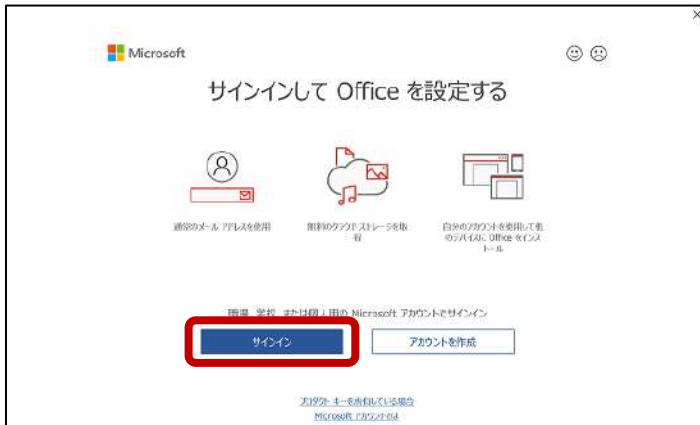 Microsoft
サインインして Office を設定する
通常のメール アドレスを使用
無料のクラウド ストレージを取
得
自分のアカウントを使用して他
のデバイスに Office をインス
トール
職場、学校、または個人用の Microsoft アカウントでサインイン
サインイン
アカウントを作成
プロダクト キーを所有している場合
Microsoft アカウントとは